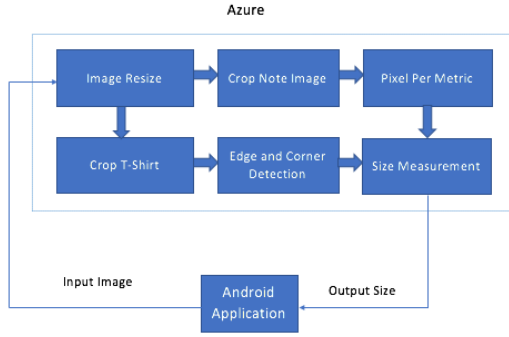 Azure
Image Resize
Crop Note Image
Pixel Per Metric
Crop T-Shirt
Edge and Corner
Detection
Size Measurement
Input Image
Android
Application
Output Size